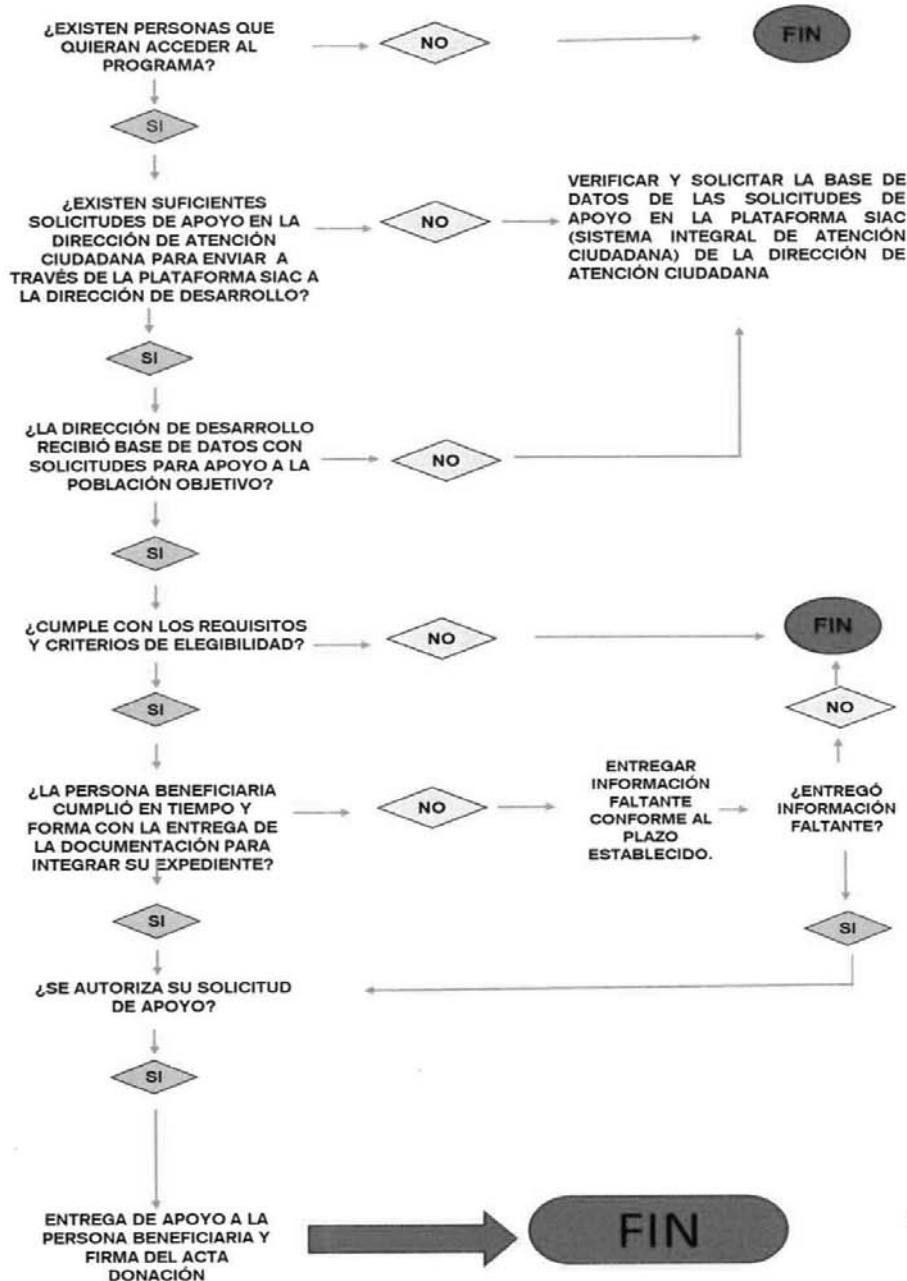 ¿EXISTEN PERSONAS QUE
QUIERAN ACCEDER AL
PROGRAMA?
NO
FIN
SI
¿EXISTEN SUFICIENTES
SOLICITUDES DE APOYO EN LA
DIRECCIÓN DE ATENCIÓN
CIUDADANA PARA ENVIAR A
TRAVÉS DE LA PLATAFORMA SIAC A
LA DIRECCIÓN DE DESARROLLO?
NO
VERIFICAR Y SOLICITAR LA BASE DE
DATOS DE LAS SOLICITUDES DE
APOYO EN LA PLATAFORMA SIAC
(SISTEMA INTEGRAL DE ATENCIÓN
CIUDADANA) DE LA DIRECCIÓN DE
ATENCIÓN CIUDADANA
SI
¿LA DIRECCIÓN DE DESARROLLO
RECIBIÓ BASE DE DATOS CON
SOLICITUDES PARA APOYO A LA
POBLACIÓN OBJETIVO?
NO
SI
¿CUMPLE CON LOS REQUISITOS
Y CRITERIOS DE ELEGIBILIDAD?
NO
FIN
SI
NO
¿LA PERSONA BENEFICIARIA
CUMPLIÓ EN TIEMPO Y
FORMA CON LA ENTREGA DE
LA DOCUMENTACIÓN PARA
INTEGRAR SU EXPEDIENTE?
NO
ENTREGAR
INFORMACIÓN
FALTANTE
CONFORME AL
PLAZO
ESTABLECIDO.
¿ENTREGÓ
INFORMACIÓN
FALTANTE?
SI
SI
¿SE AUTORIZA SU SOLICITUD
DE APOYO?
SI
ENTREGA DE APOYO A LA
PERSONA BENEFICIARIA Y
FIRMA DEL ACTA
DONACIÓN
FIN